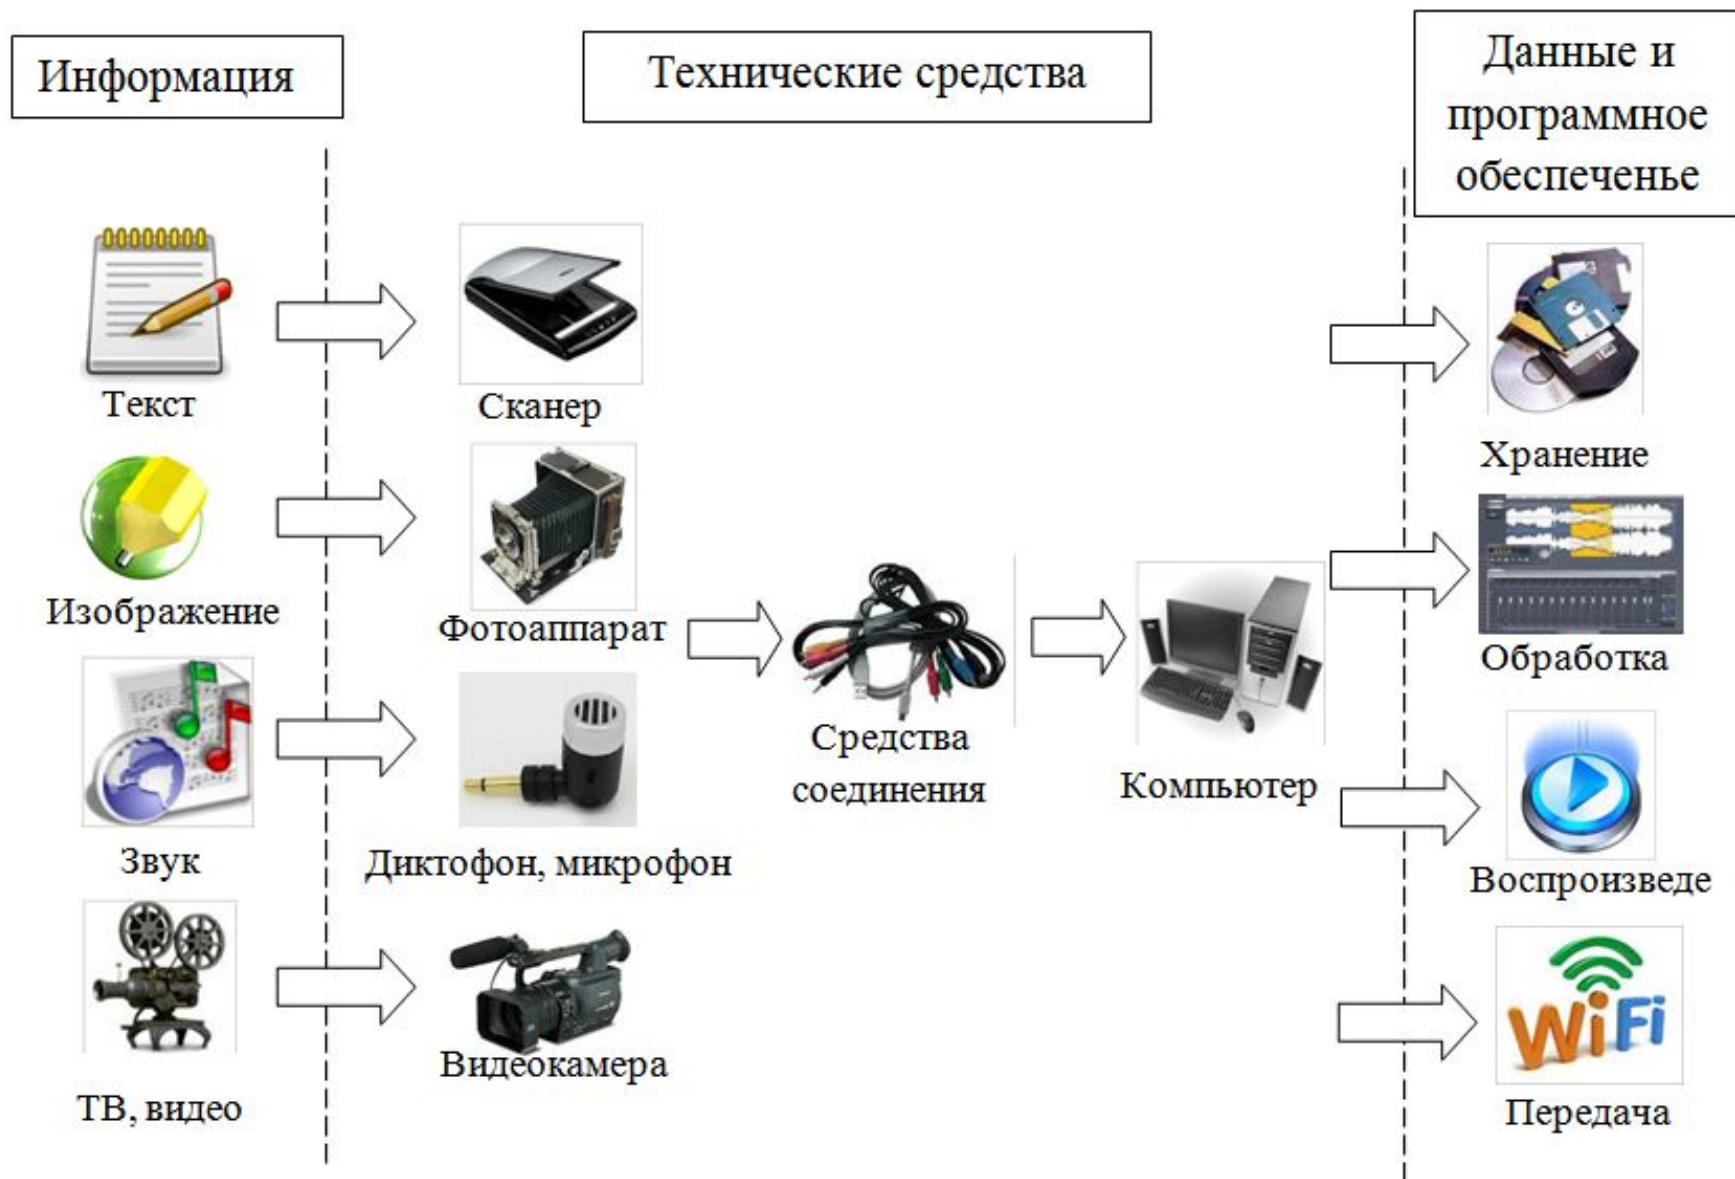 Информация
Технические средства
Данные и
программное
обеспеченье
Текст
Сканер
Хранение
Изображение
Фотоаппарат
Обработка
Средства
соединения
Компьютер
Звук
Диктофон, микрофон
Воспроизведе
ТВ, видео
Видеокамера
WiFi
Передача